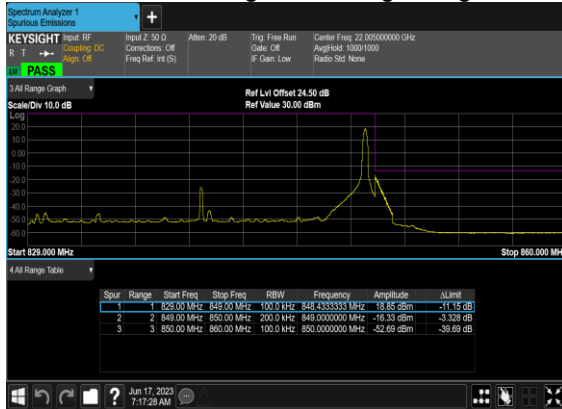 Spectrum Analyzer 1
Spurious Emissions
+
KEYSIGHT Input: RF Input Z: 50 Ω Atten: 20 dB Trig: Free Run Center Freq: 22.005000000 GHz
R T Coupling: DC Corrections: Off Gate: Off Avg|Hold: 1000/1000
Align: Off Freq Ref: Int (S) IF Gain: Low Radio Std: None
PASS
3 All Range Graph Ref Lvl Offset 24.50 dB
Scale/Div 10.0 dB Ref Value 30.00 dBm
Log
20.0
10.0
0.00
-10.0
-20.0
-30.0
-40.0
-50.0
-60.0
Start 829.000 MHz Stop 860.000 MH
4 All Range Table
Spur Range Start Freq Stop Freq RBW Frequency Amplitude ΔLimit
1 1 829.00 MHz 849.00 MHz 100.0 kHz 848.4333333 MHz 18.85 dBm -11.15 dB
2 2 849.00 MHz 850.00 MHz 200.0 kHz 849.0000000 MHz -16.33 dBm -3.328 dB
3 3 850.00 MHz 860.00 MHz 100.0 kHz 850.0000000 MHz -52.69 dBm -39.69 dB
? Jun 17, 2023
7:17:28 AM